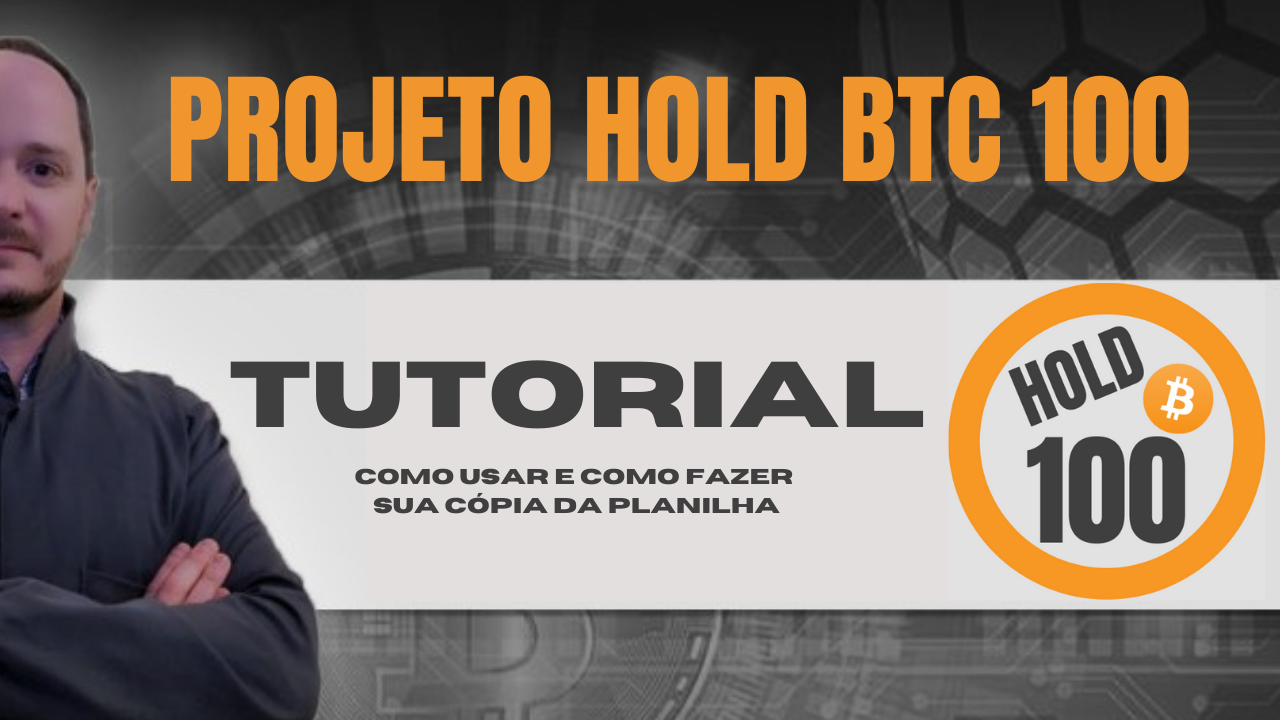 PROJETO HOLD BTC 100
TUTORIAL
COMO USAR E COMO FAZER
SUA CÓPIA DA PLANILHA
HOLD
₿
100